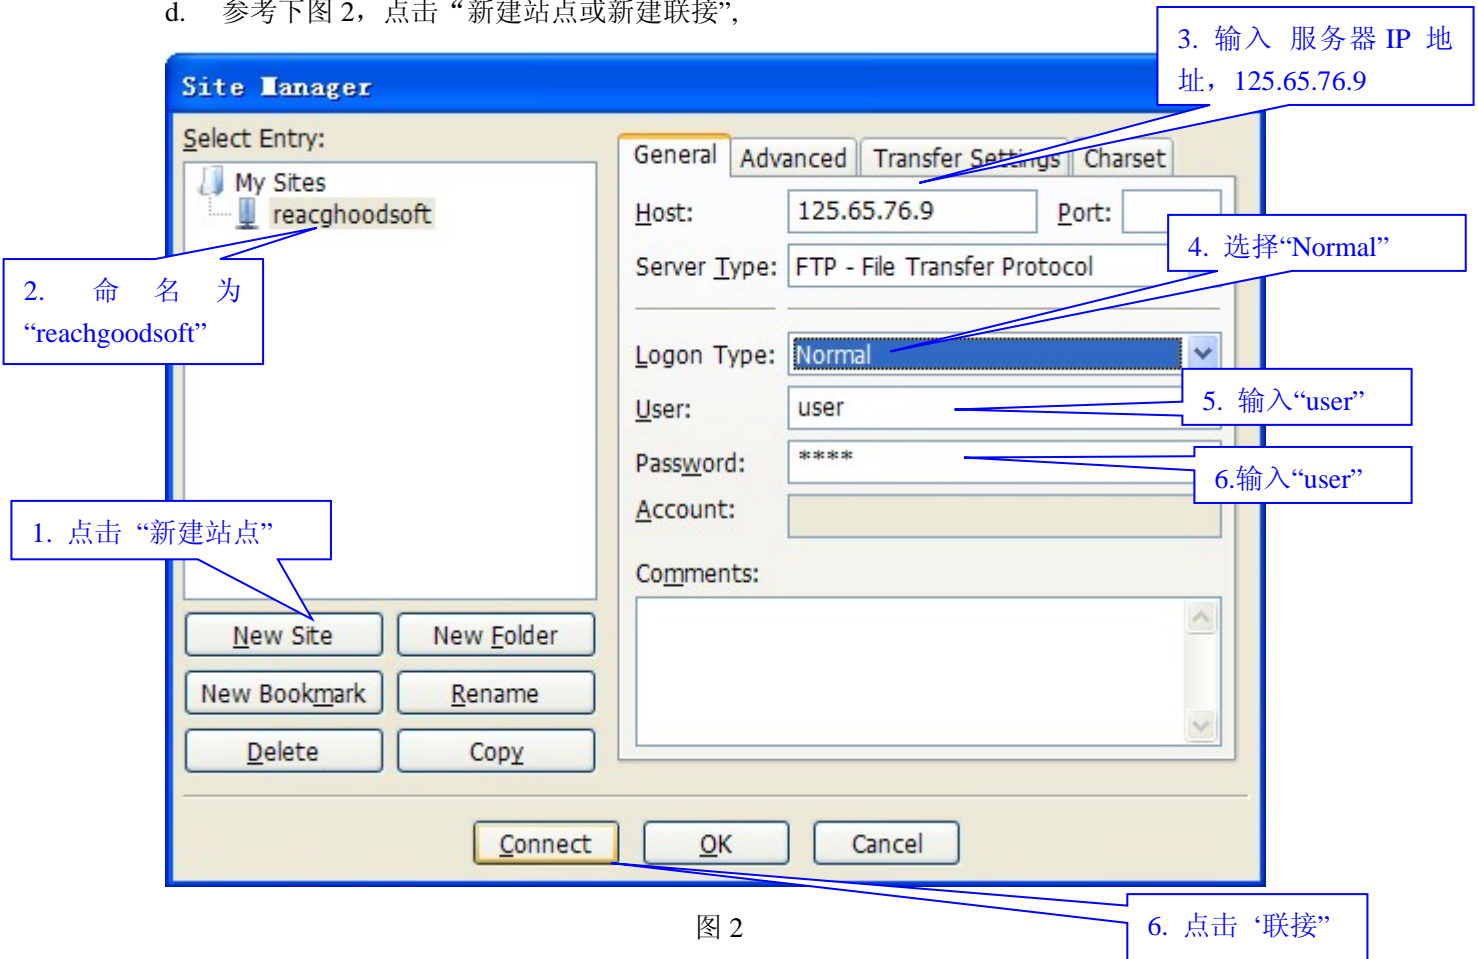 d. 参考下图 2，点击“新建站点或新建联接”,
3. 输入 服务器 IP 地
址，125.65.76.9
Site Manager
Select Entry:
My Sites
reacghoodsoft
General
Advanced
Transfer Settings
Charset
Host:
125.65.76.9
Port:
4. 选择“Normal”
Server Type:
FTP - File Transfer Protocol
2. 命 名 为
“reachgoodsoft”
Logon Type:
Normal
User:
user
5. 输入“user”
Password:
****
6.输入“user”
Account:
1. 点击 “新建站点”
Comments:
New Site
New Folder
New Bookmark
Rename
Delete
Copy
Connect
OK
Cancel
6. 点击 ‘联接”
图 2